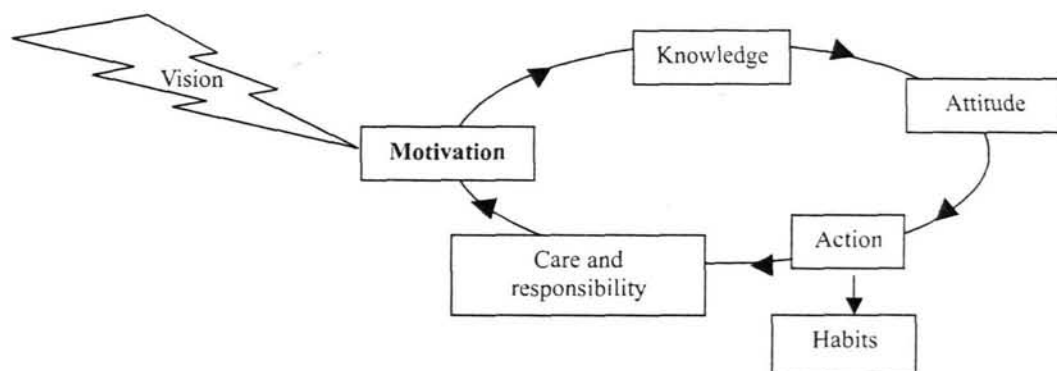 Vision
Motivation
Knowledge
Attitude
Action
Care and
responsibility
Habits